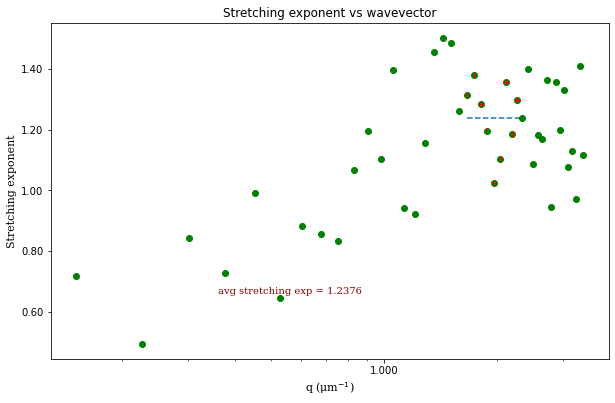 Stretching exponent vs wavevector
Stretching exponent
1.40
1.20
1.00
0.80
0.60
avg stretching exp = 1.2376
1.000
q (μm⁻¹)